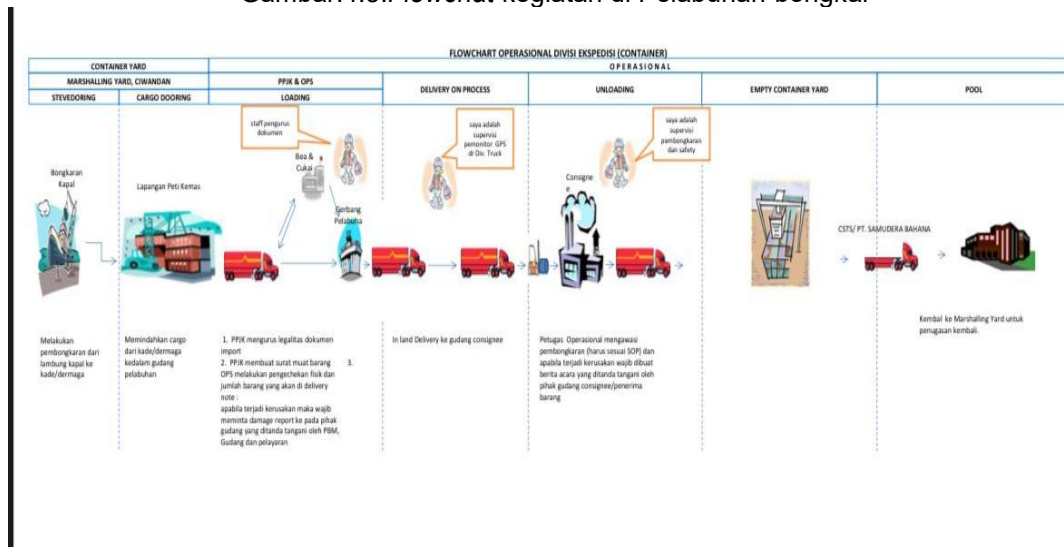 FLOWCHART OPERASIONAL DIVISI EKSPEDISI (CONTAINER)
CONTAINER YARD
OPERASIONAL
MARSHALLING YARD, CIWANDAN
PPJK & OPS
DELIVERY ON PROCESS
UNLOADING
EMPTY CONTAINER YARD
POOL
STEVEDORING
CARGO DOORING
LOADING
staff pengurus
dokumen
saya adalah
supervisi
pemonitor GPS
dr Div. Truck
saya adalah
supervisi
pembongkaran
dan safety
Bea &
Cukai
Bongkaran
Kapal
Lapangan Peti Kemas
Gerbang
Pelabuha
Consigne
e
CSTS/ PT. SAMUDERA BAHANA
Melakukan
pembongkaran dari
lambung kapal ke
kade/dermaga
Memindahkan cargo
dari kade/dermaga
kedalam gudang
pelabuhan
1. PPJK mengurus legalitas dokumen
import
2. PPJK membuat surat muat barang 3.
OPS melakukan pengechekan fisik dan
jumlah barang yang akan di delivery
note :
apabila terjadi kerusakan maka wajib
meminta damage report ke pada pihak
gudang yang ditanda tangani oleh PBM,
Gudang dan pelayaran
In land Delivery ke gudang consignee
Petugas Operasional mengawasi
pembongkaran (harus sesuai SOP) dan
apabila terjadi kerusakan wajib dibuat
berita acara yang ditanda tangani oleh
pihak gudang consignee/penerima
barang
Kembali ke Marshalling Yard untuk
penugasan kembali.